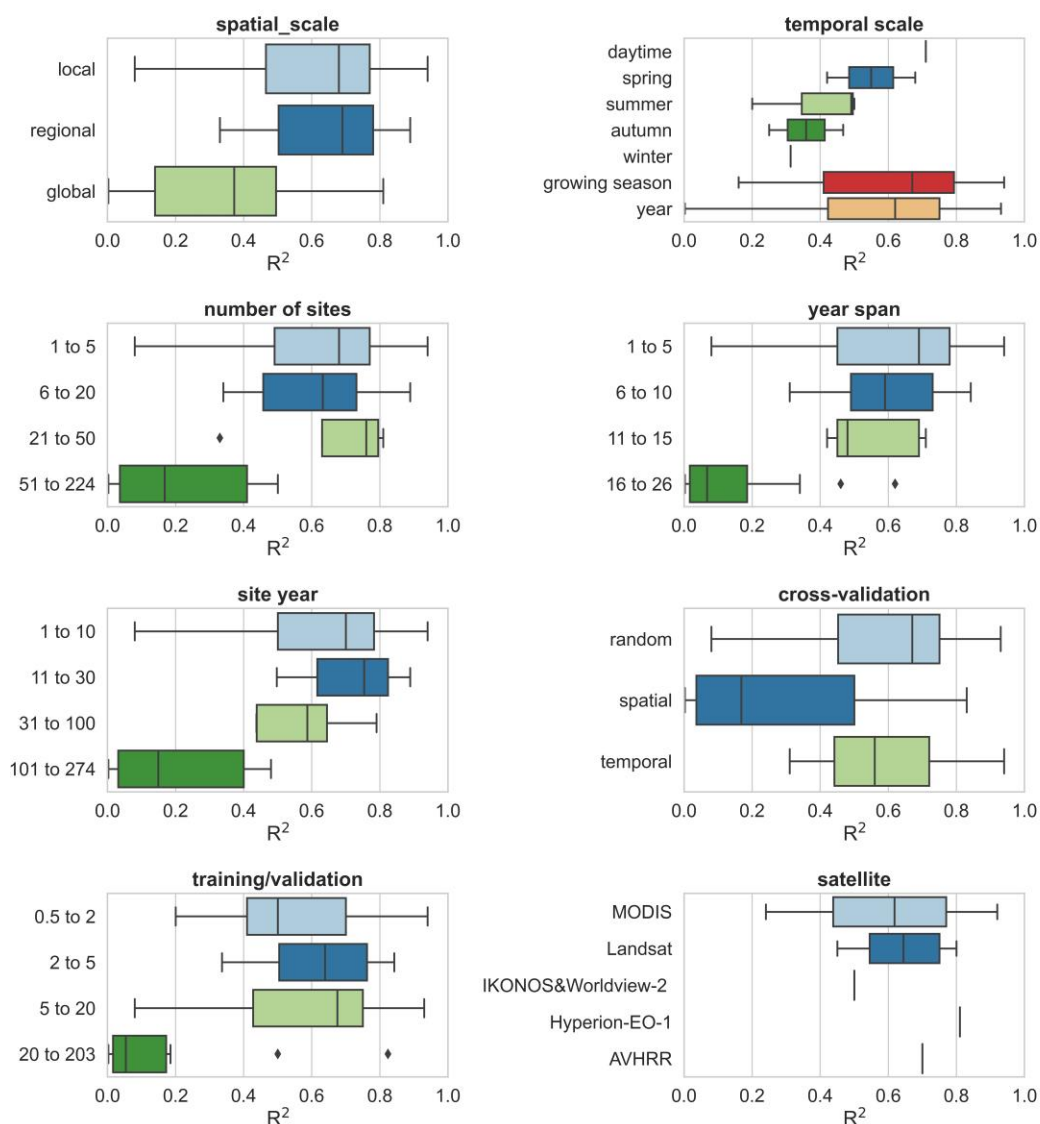 spatial_scale
local
regional
global
0.0 0.2 0.4 0.6 0.8 1.0
R²
temporal scale
daytime
spring
summer
autumn
winter
growing season
year
0.0 0.2 0.4 0.6 0.8 1.0
R²
number of sites
1 to 5
6 to 20
21 to 50
51 to 224
0.0 0.2 0.4 0.6 0.8 1.0
R²
year span
1 to 5
6 to 10
11 to 15
16 to 26
0.0 0.2 0.4 0.6 0.8 1.0
R²
site year
1 to 10
11 to 30
31 to 100
101 to 274
0.0 0.2 0.4 0.6 0.8 1.0
R²
cross-validation
random
spatial
temporal
0.0 0.2 0.4 0.6 0.8 1.0
R²
training/validation
0.5 to 2
2 to 5
5 to 20
20 to 203
0.0 0.2 0.4 0.6 0.8 1.0
R²
satellite
MODIS
Landsat
IKONOS&Worldview-2
Hyperion-EO-1
AVHRR
0.0 0.2 0.4 0.6 0.8 1.0
R²